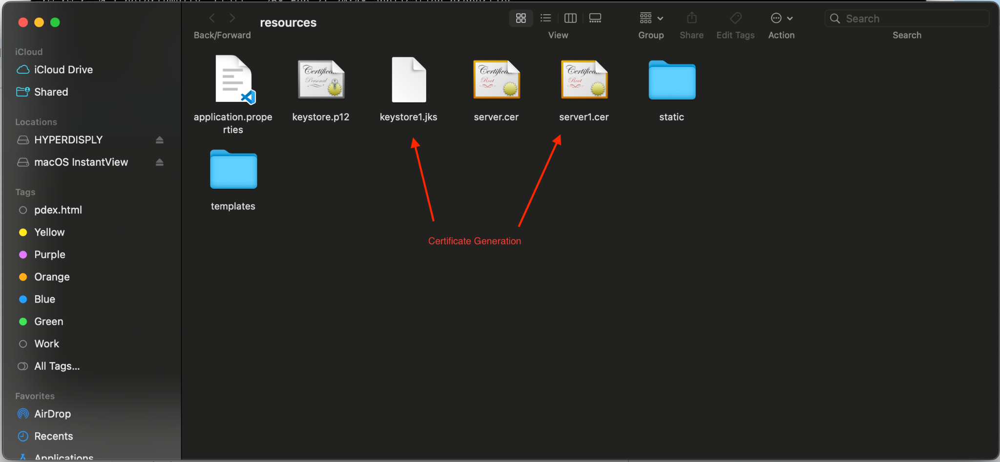 resources
Back/Forward
View
Group
Share
Edit Tags
Action
Search
Search
iCloud
iCloud Drive
Shared
Locations
HYPERDISPLY
macOS InstantView
Tags
pdex.html
Yellow
Purple
Orange
Blue
Green
Work
All Tags...
Favorites
AirDrop
Recents
Applications
application.prope
rties
keystore.p12
keystore1.jks
server.cer
server1.cer
static
templates
Certificate Generation